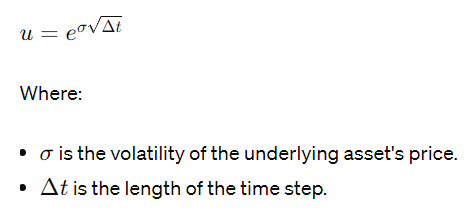 u = e^{σ√Δt}
Where:
• σ is the volatility of the underlying asset's price.
• Δt is the length of the time step.